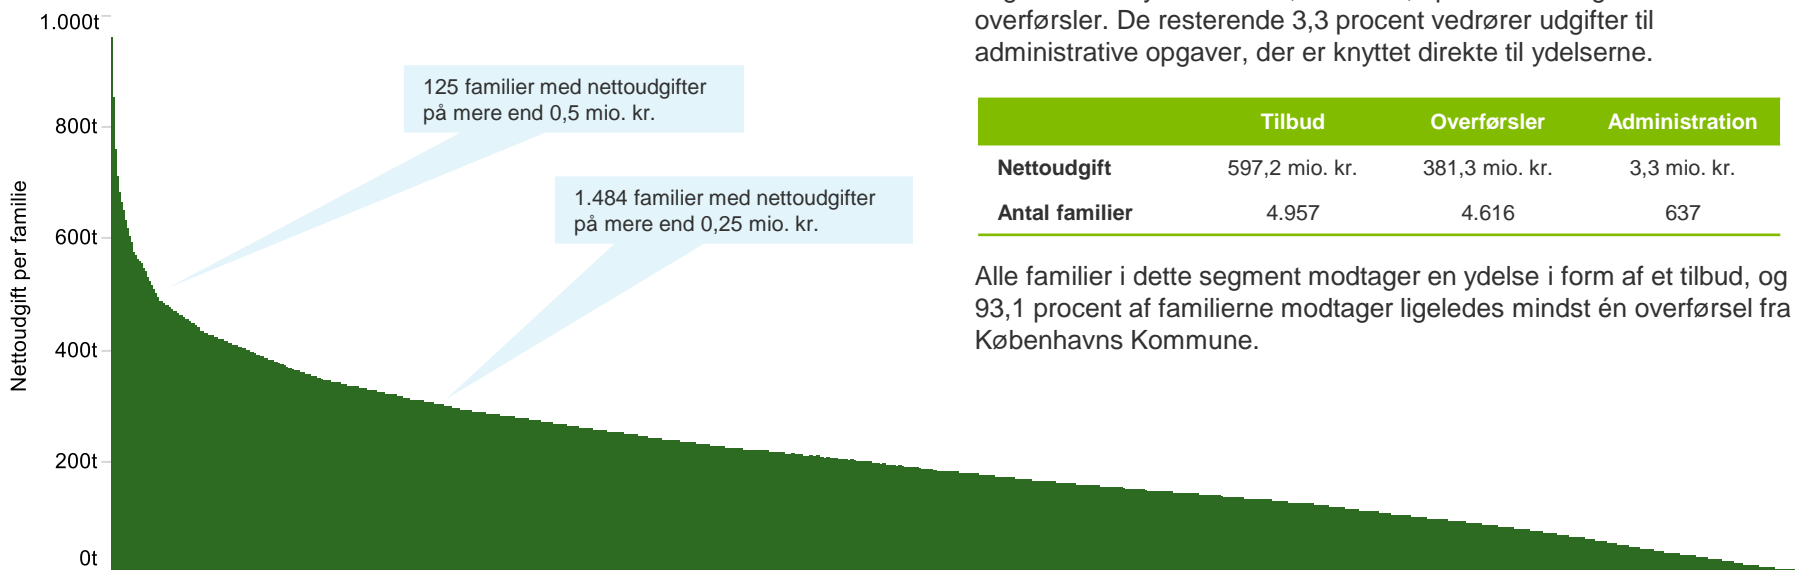 overførsler. De resterende 3,3 procent vedrører udgifter til
administrative opgaver, der er knyttet direkte til ydelserne.
Tilbud Overførsler Administration
Nettoudgift 597,2 mio. kr. 381,3 mio. kr. 3,3 mio. kr.
Antal familier 4.957 4.616 637
Alle familier i dette segment modtager en ydelse i form af et tilbud, og
93,1 procent af familierne modtager ligeledes mindst én overførsel fra
Københavns Kommune.
Nettoudgift per familie
1.000t
800t
600t
400t
200t
0t
125 familier med nettoudgifter
på mere end 0,5 mio. kr.
1.484 familier med nettoudgifter
på mere end 0,25 mio. kr.